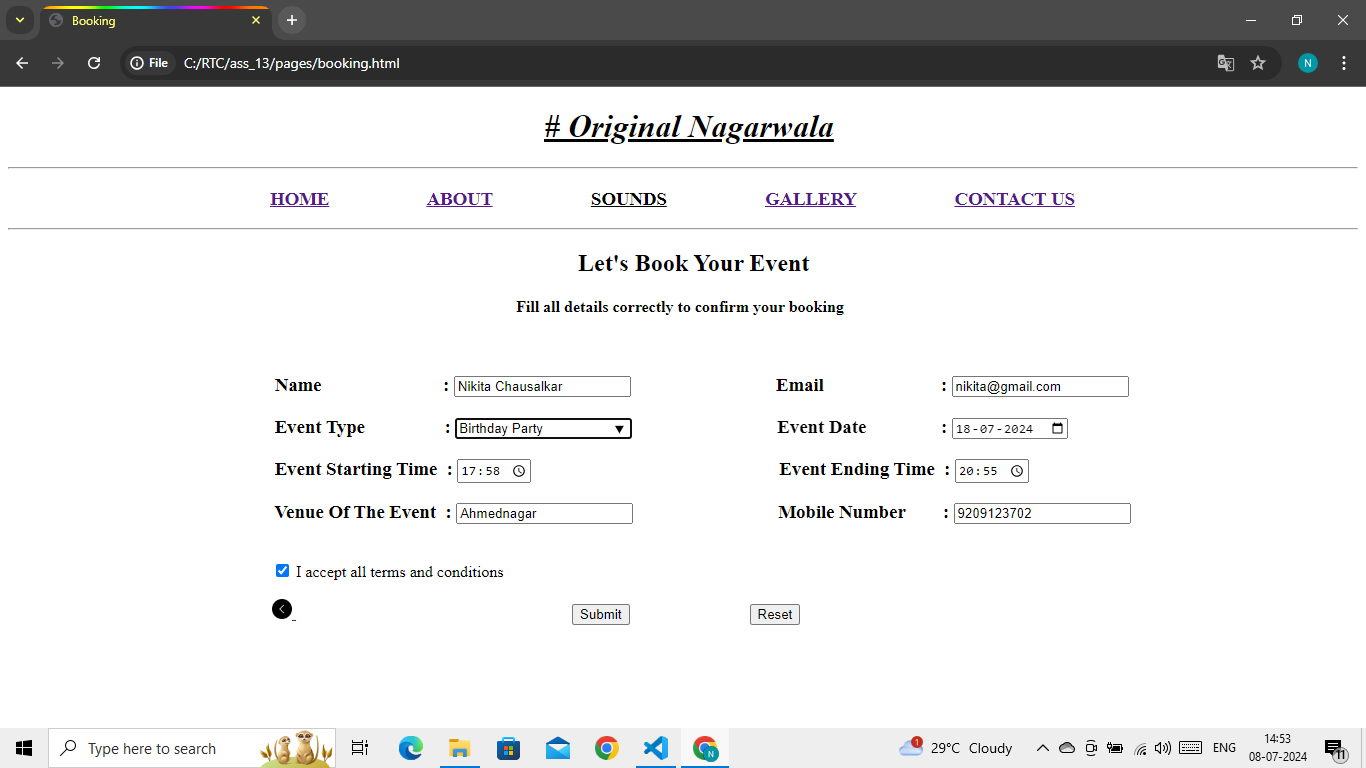 Booking
File C:/RTC/ass_13/pages/booking.html
N
# Original Nagarwala
HOME ABOUT SOUNDS GALLERY CONTACT US
Let's Book Your Event
Fill all details correctly to confirm your booking
Name : Nikita Chausalkar Email : nikita@gmail.com
Event Type : Birthday Party Event Date : 18-07-2024
Event Starting Time : 17:58 Event Ending Time : 20:55
Venue Of The Event : Ahmednagar Mobile Number : 9209123702
I accept all terms and conditions
Submit Reset
Type here to search N 1 29°C Cloudy ENG 14:53
08-07-2024 11